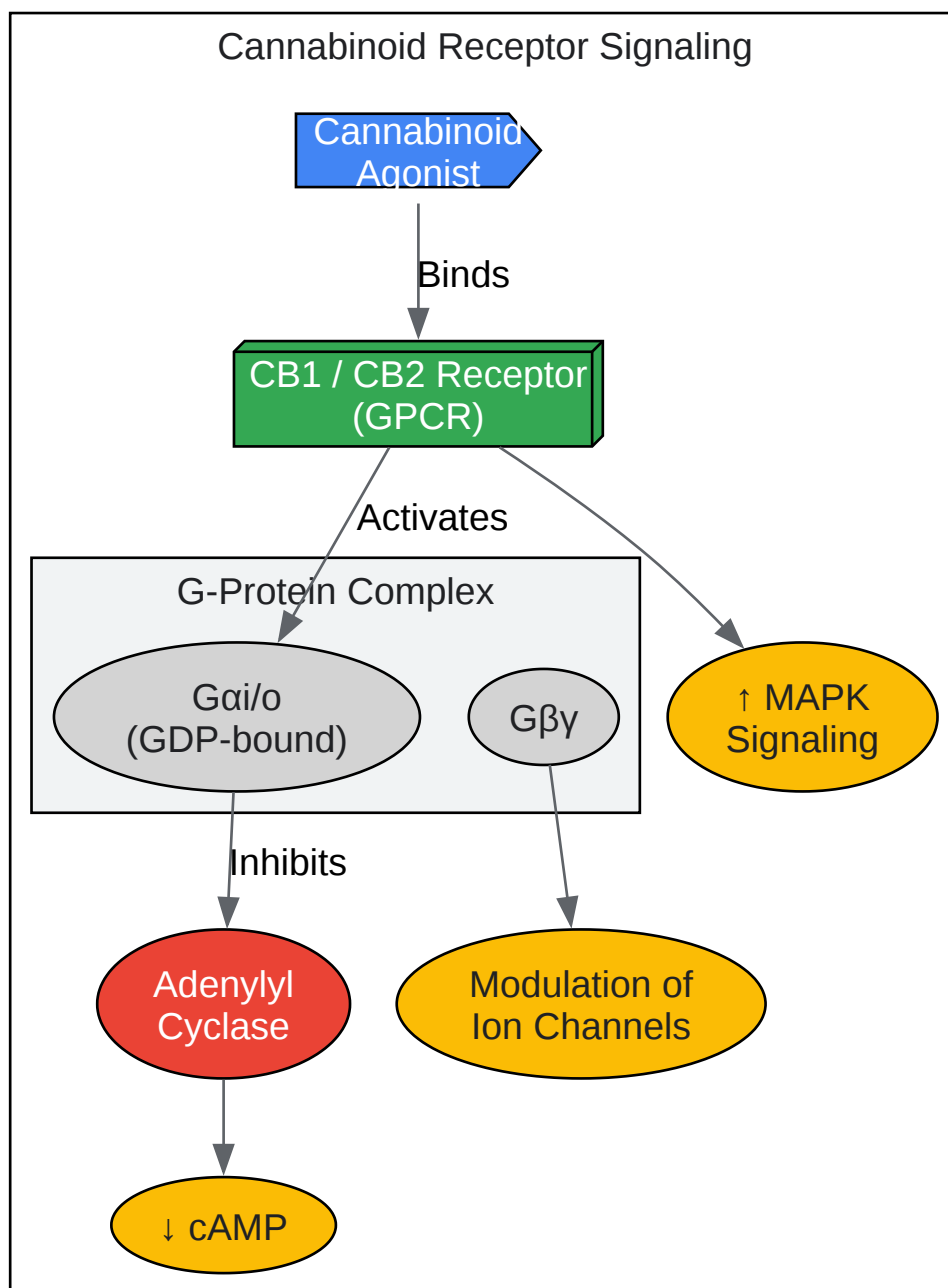 Cannabinoid Receptor Signaling
Cannabinoid
Agonist
Binds
CB1 / CB2 Receptor
(GPCR)
Activates
G-Protein Complex
Gαi/o
(GDP-bound)
Gβγ
↑ MAPK
Signaling
Inhibits
Adenylyl
Cyclase
Modulation of
Ion Channels
↓ cAMP